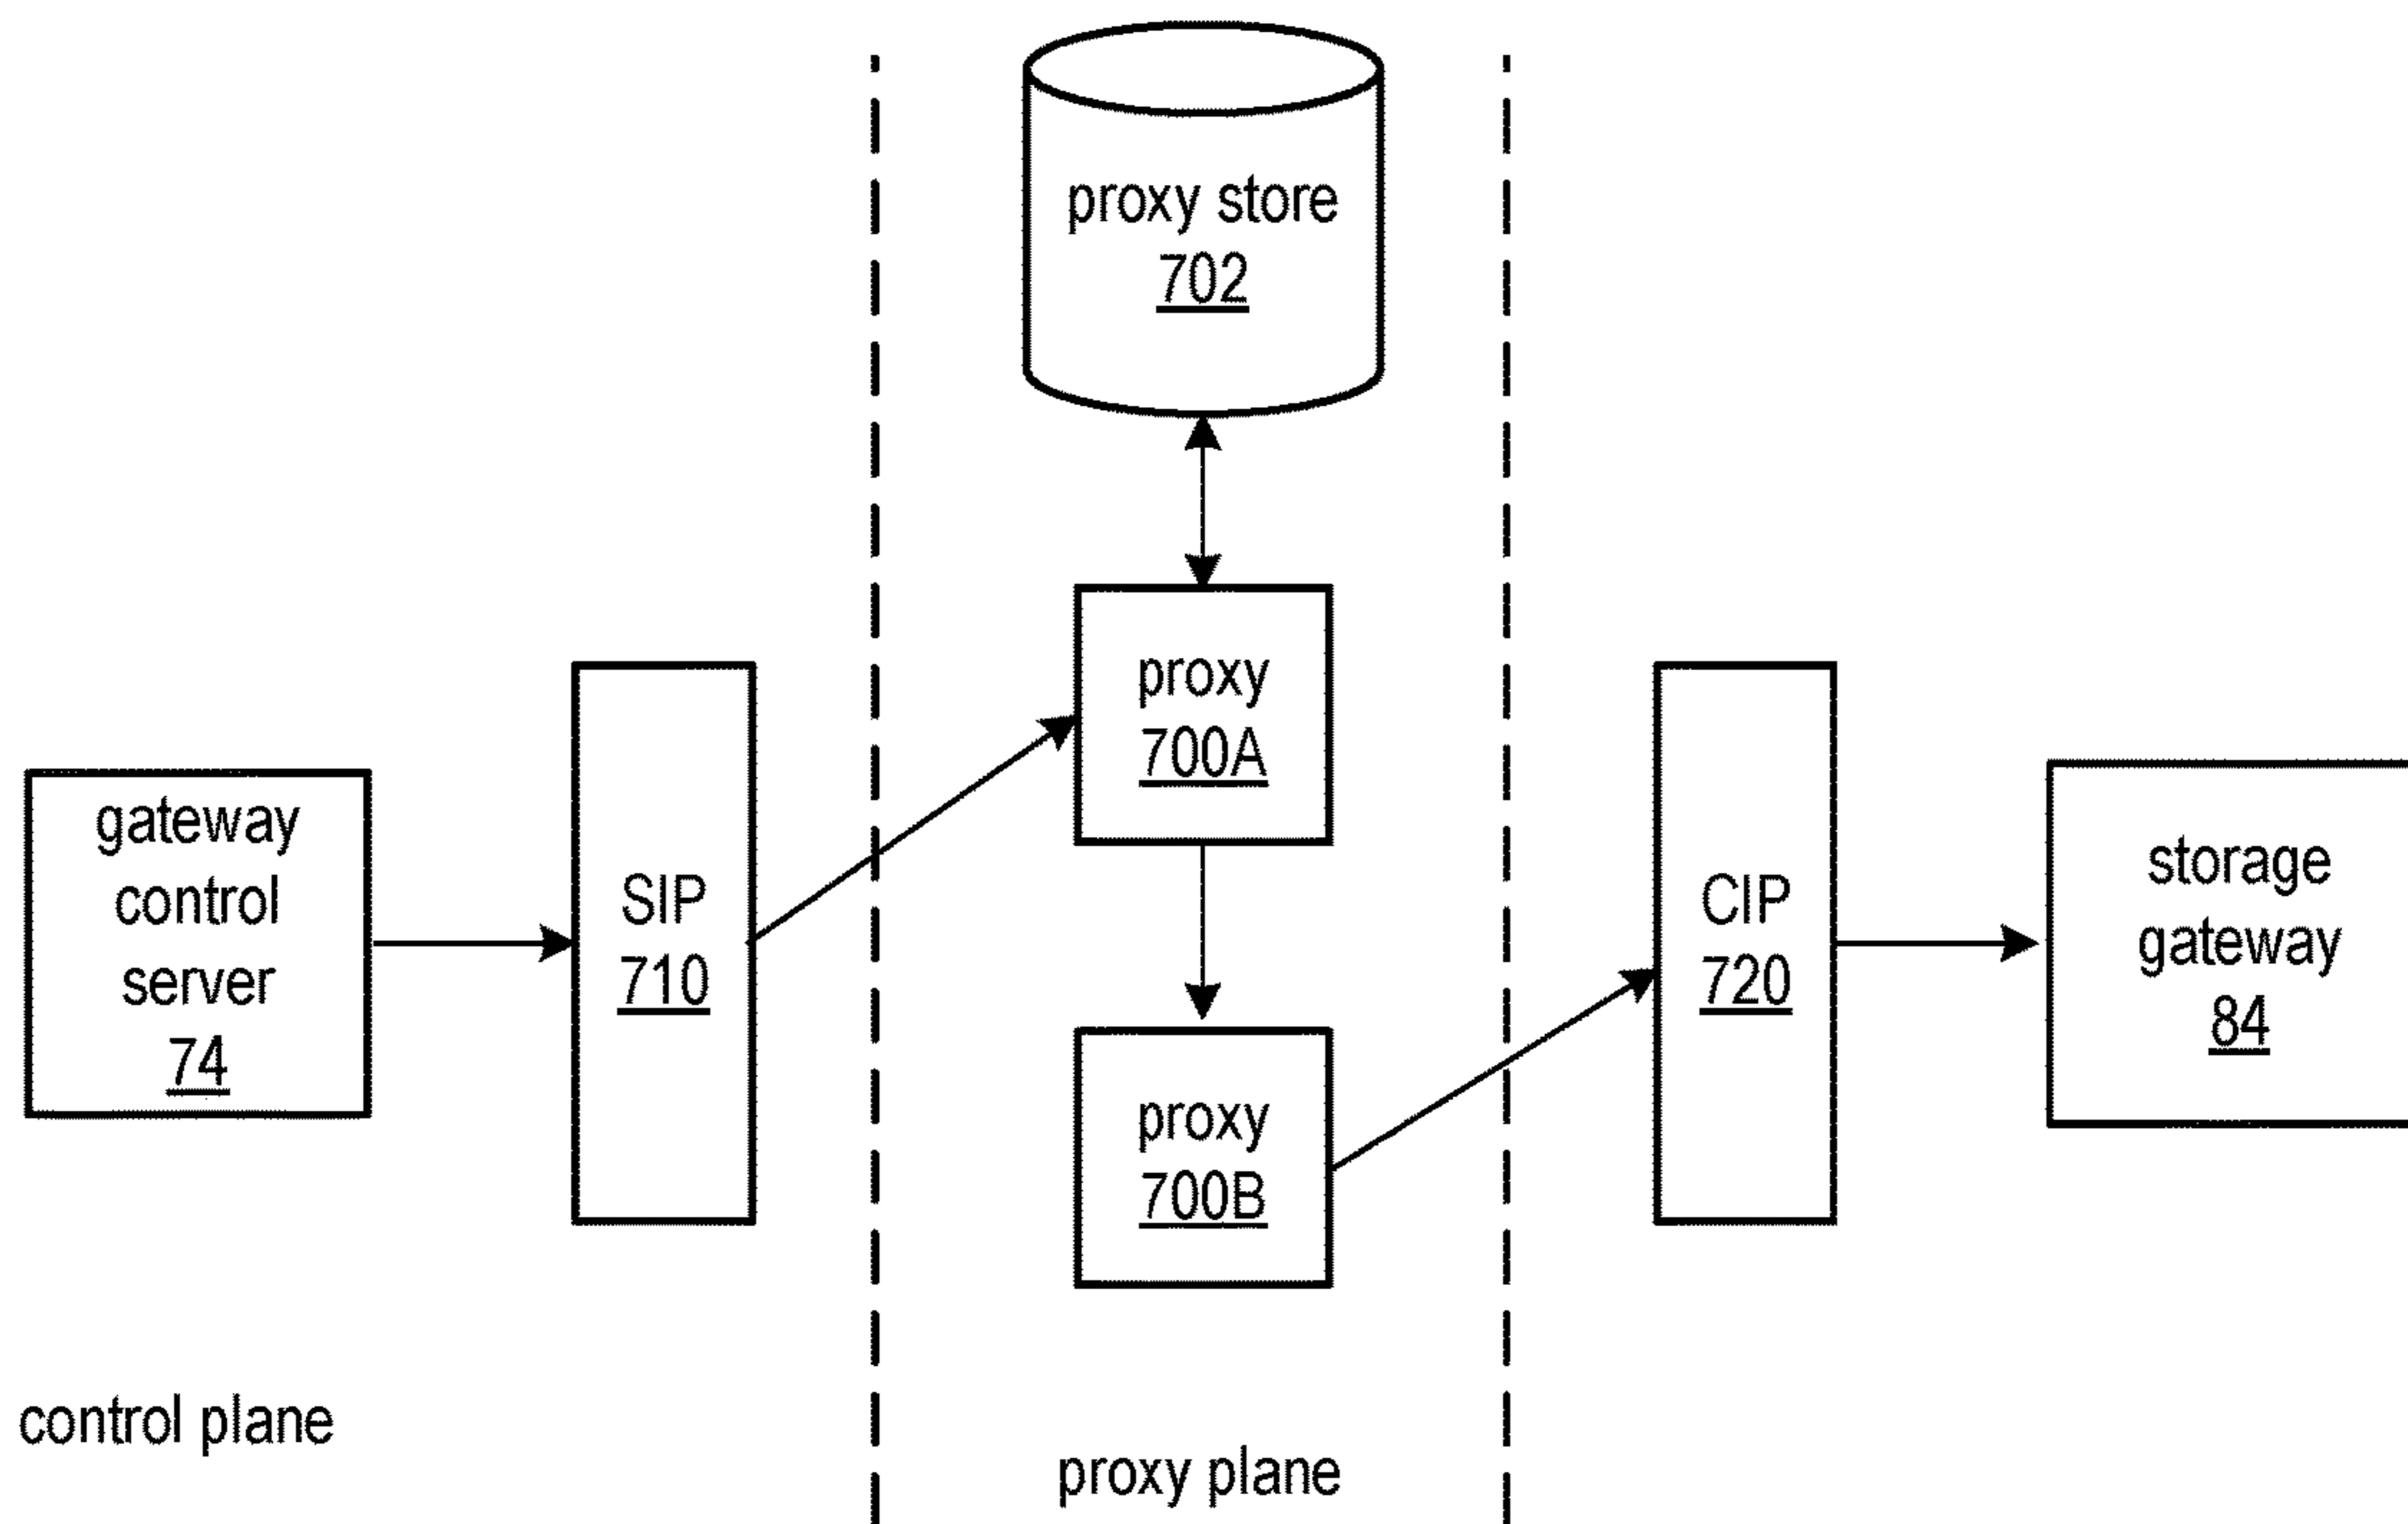 proxy store
702
proxy
700A
gateway
control
server
74
SIP
710
CIP
720
storage
gateway
84
proxy
700B
control plane
proxy plane